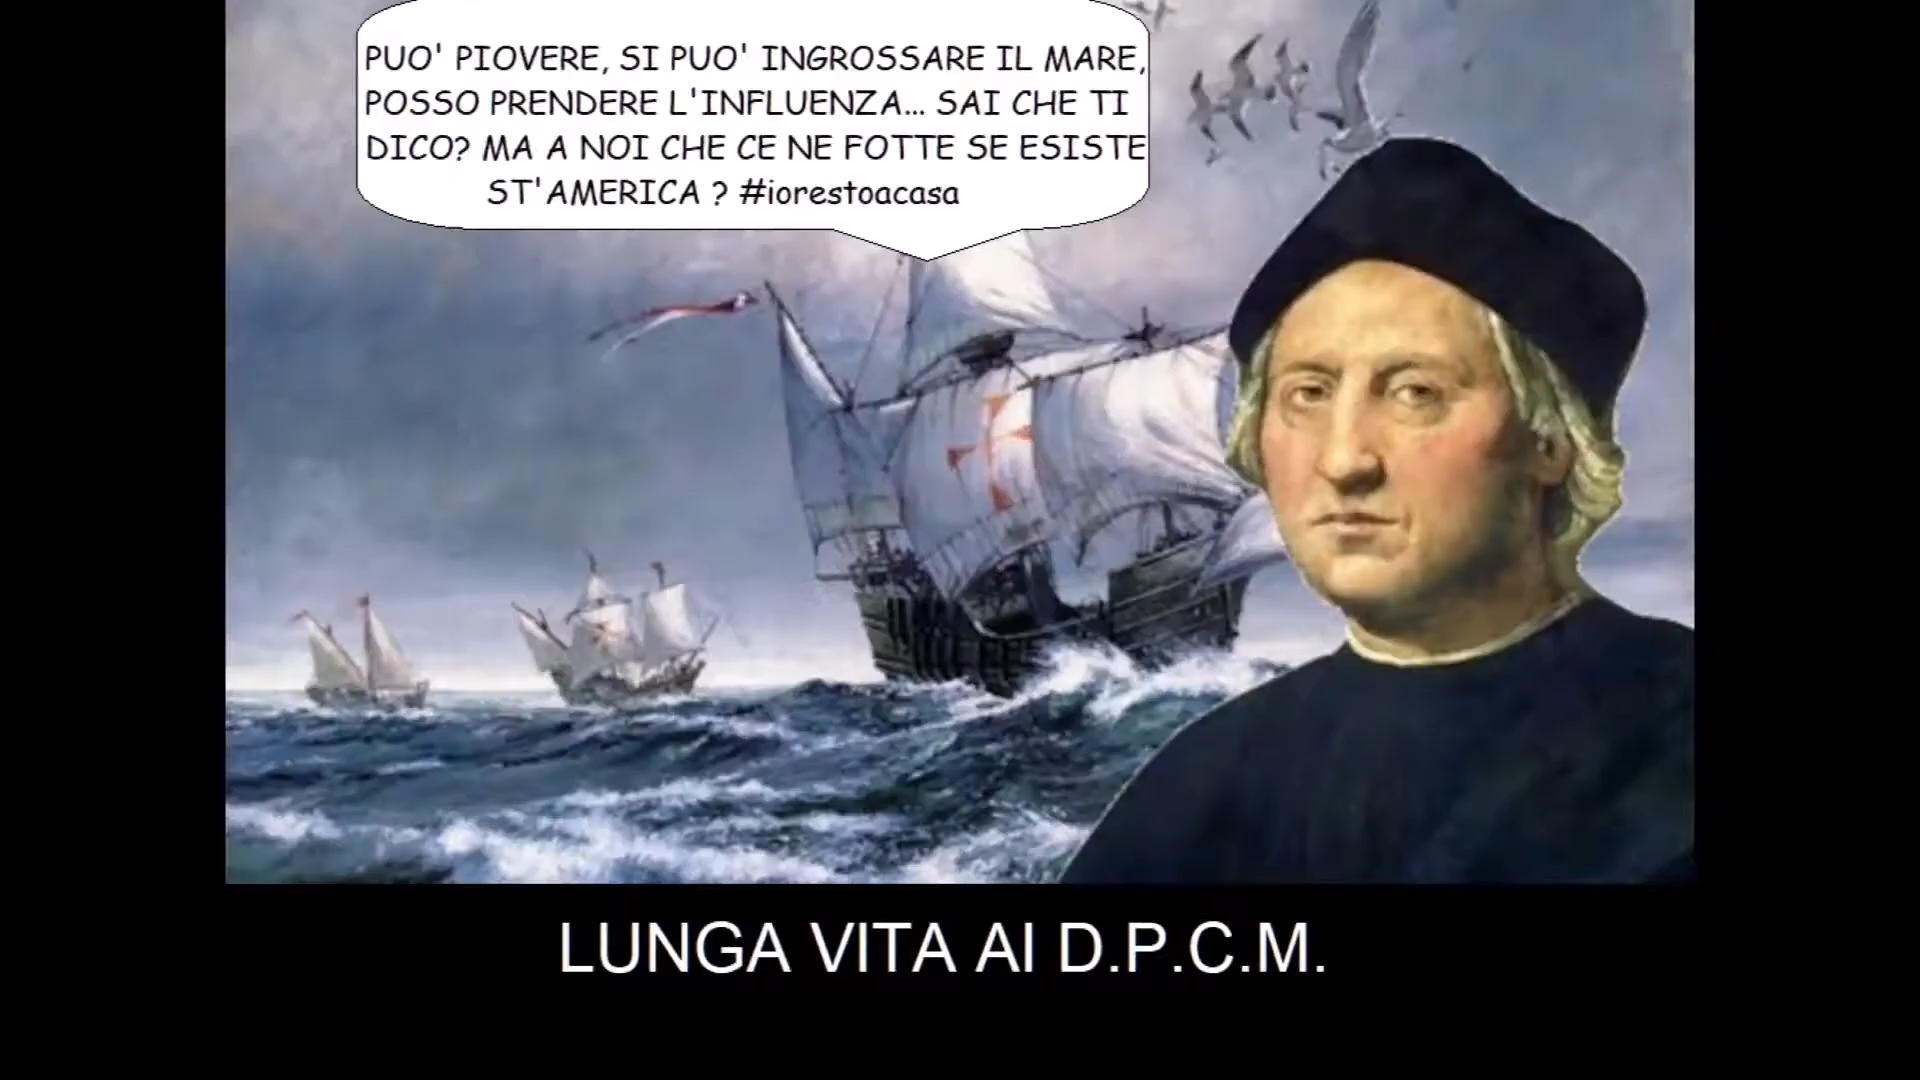 PUO' PIOVERE, SI PUO' INGROSSARE IL MARE,
POSSO PRENDERE L'INFLUENZA... SAI CHE TI
DICO? MA A NOI CHE CE NE FOTTE SE ESISTE
ST'AMERICA ? #iorestoacasa
LUNGA VITA AI D.P.C.M.